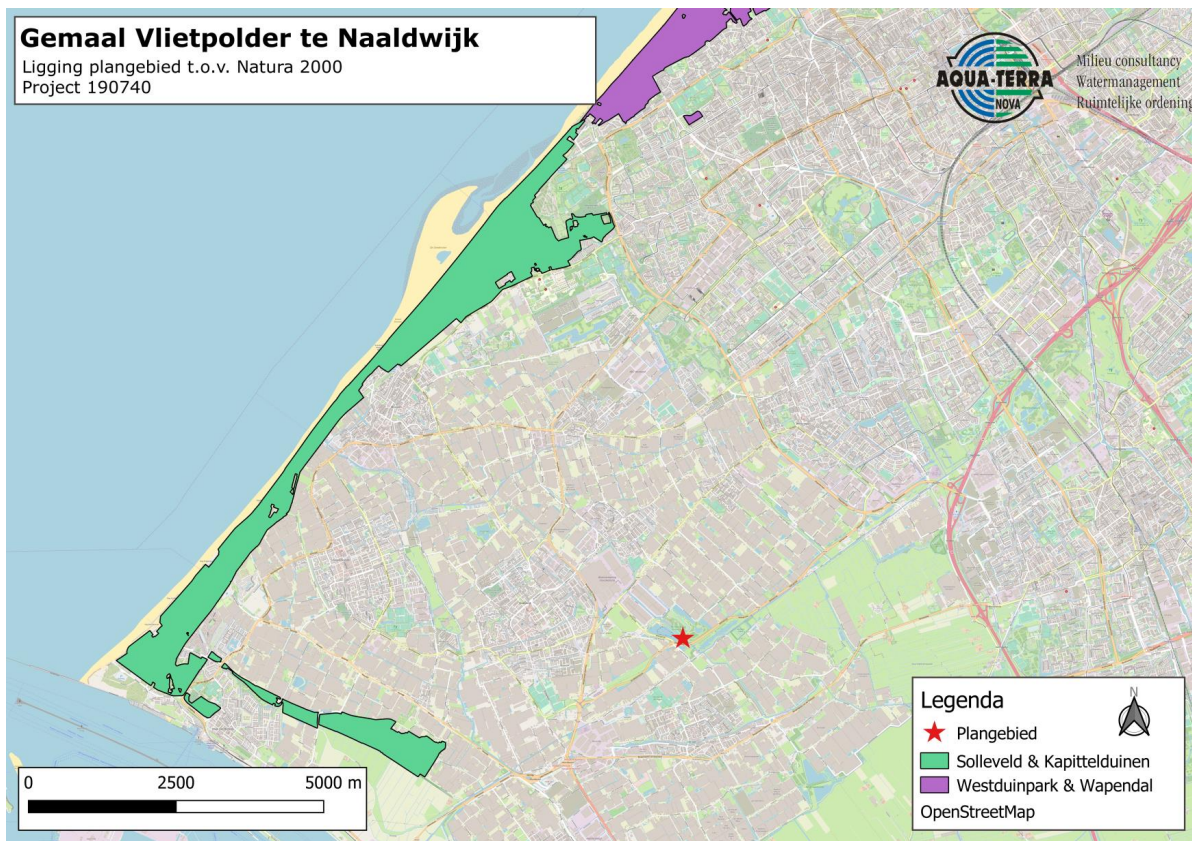 Gemaal Vlietpolder te Naaldwijk
Ligging plangebied t.o.v. Natura 2000
Project 190740
AQUA-TERRA
NOVA
Milieu consultancy
Watermanagement
Ruimtelijke ordening
Legenda
N
Plangebied
Solleveld & Kapittelduinen
Westduinpark & Wapendal
OpenStreetMap
0 2500 5000 m